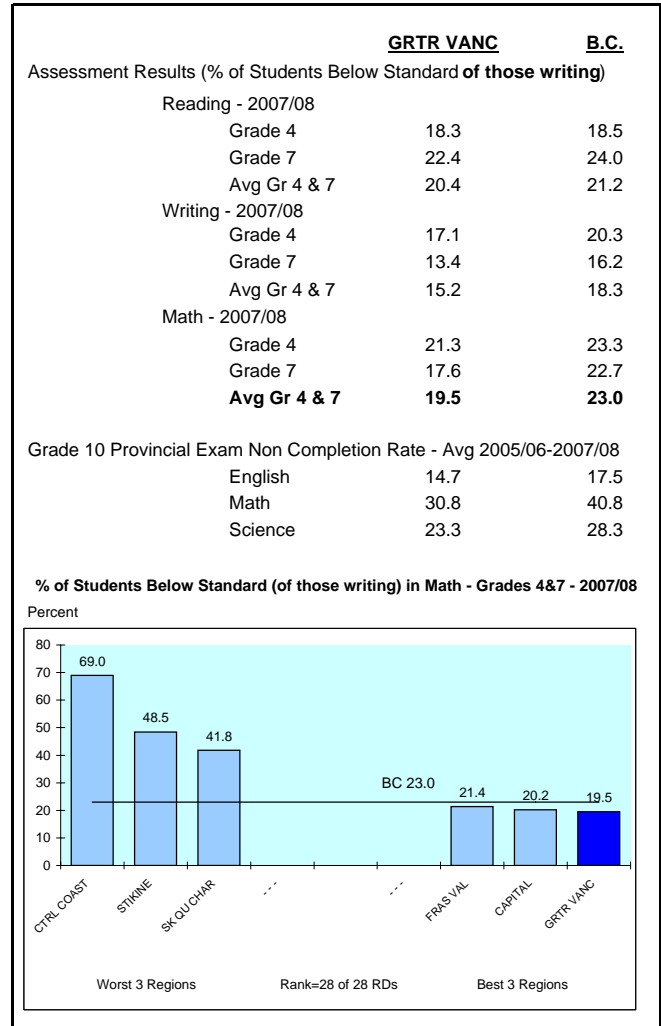 GRTR VANC B.C.
Assessment Results (% of Students Below Standard of those writing)
Reading - 2007/08
Grade 4 18.3 18.5
Grade 7 22.4 24.0
Avg Gr 4 & 7 20.4 21.2
Writing - 2007/08
Grade 4 17.1 20.3
Grade 7 13.4 16.2
Avg Gr 4 & 7 15.2 18.3
Math - 2007/08
Grade 4 21.3 23.3
Grade 7 17.6 22.7
Avg Gr 4 & 7 19.5 23.0
Grade 10 Provincial Exam Non Completion Rate - Avg 2005/06-2007/08
English 14.7 17.5
Math 30.8 40.8
Science 23.3 28.3
% of Students Below Standard (of those writing) in Math - Grades 4&7 - 2007/08
Percent
80
70
60
50
40
30
20
10
0
69.0
48.5
41.8
BC 23.0
21.4
20.2
19.5
CTRL COAST
STIKINE
SK QU CHAR
- - -
- - -
FRAS VAL
CAPITAL
GRTR VANC
Worst 3 Regions Rank=28 of 28 RDs Best 3 Regions